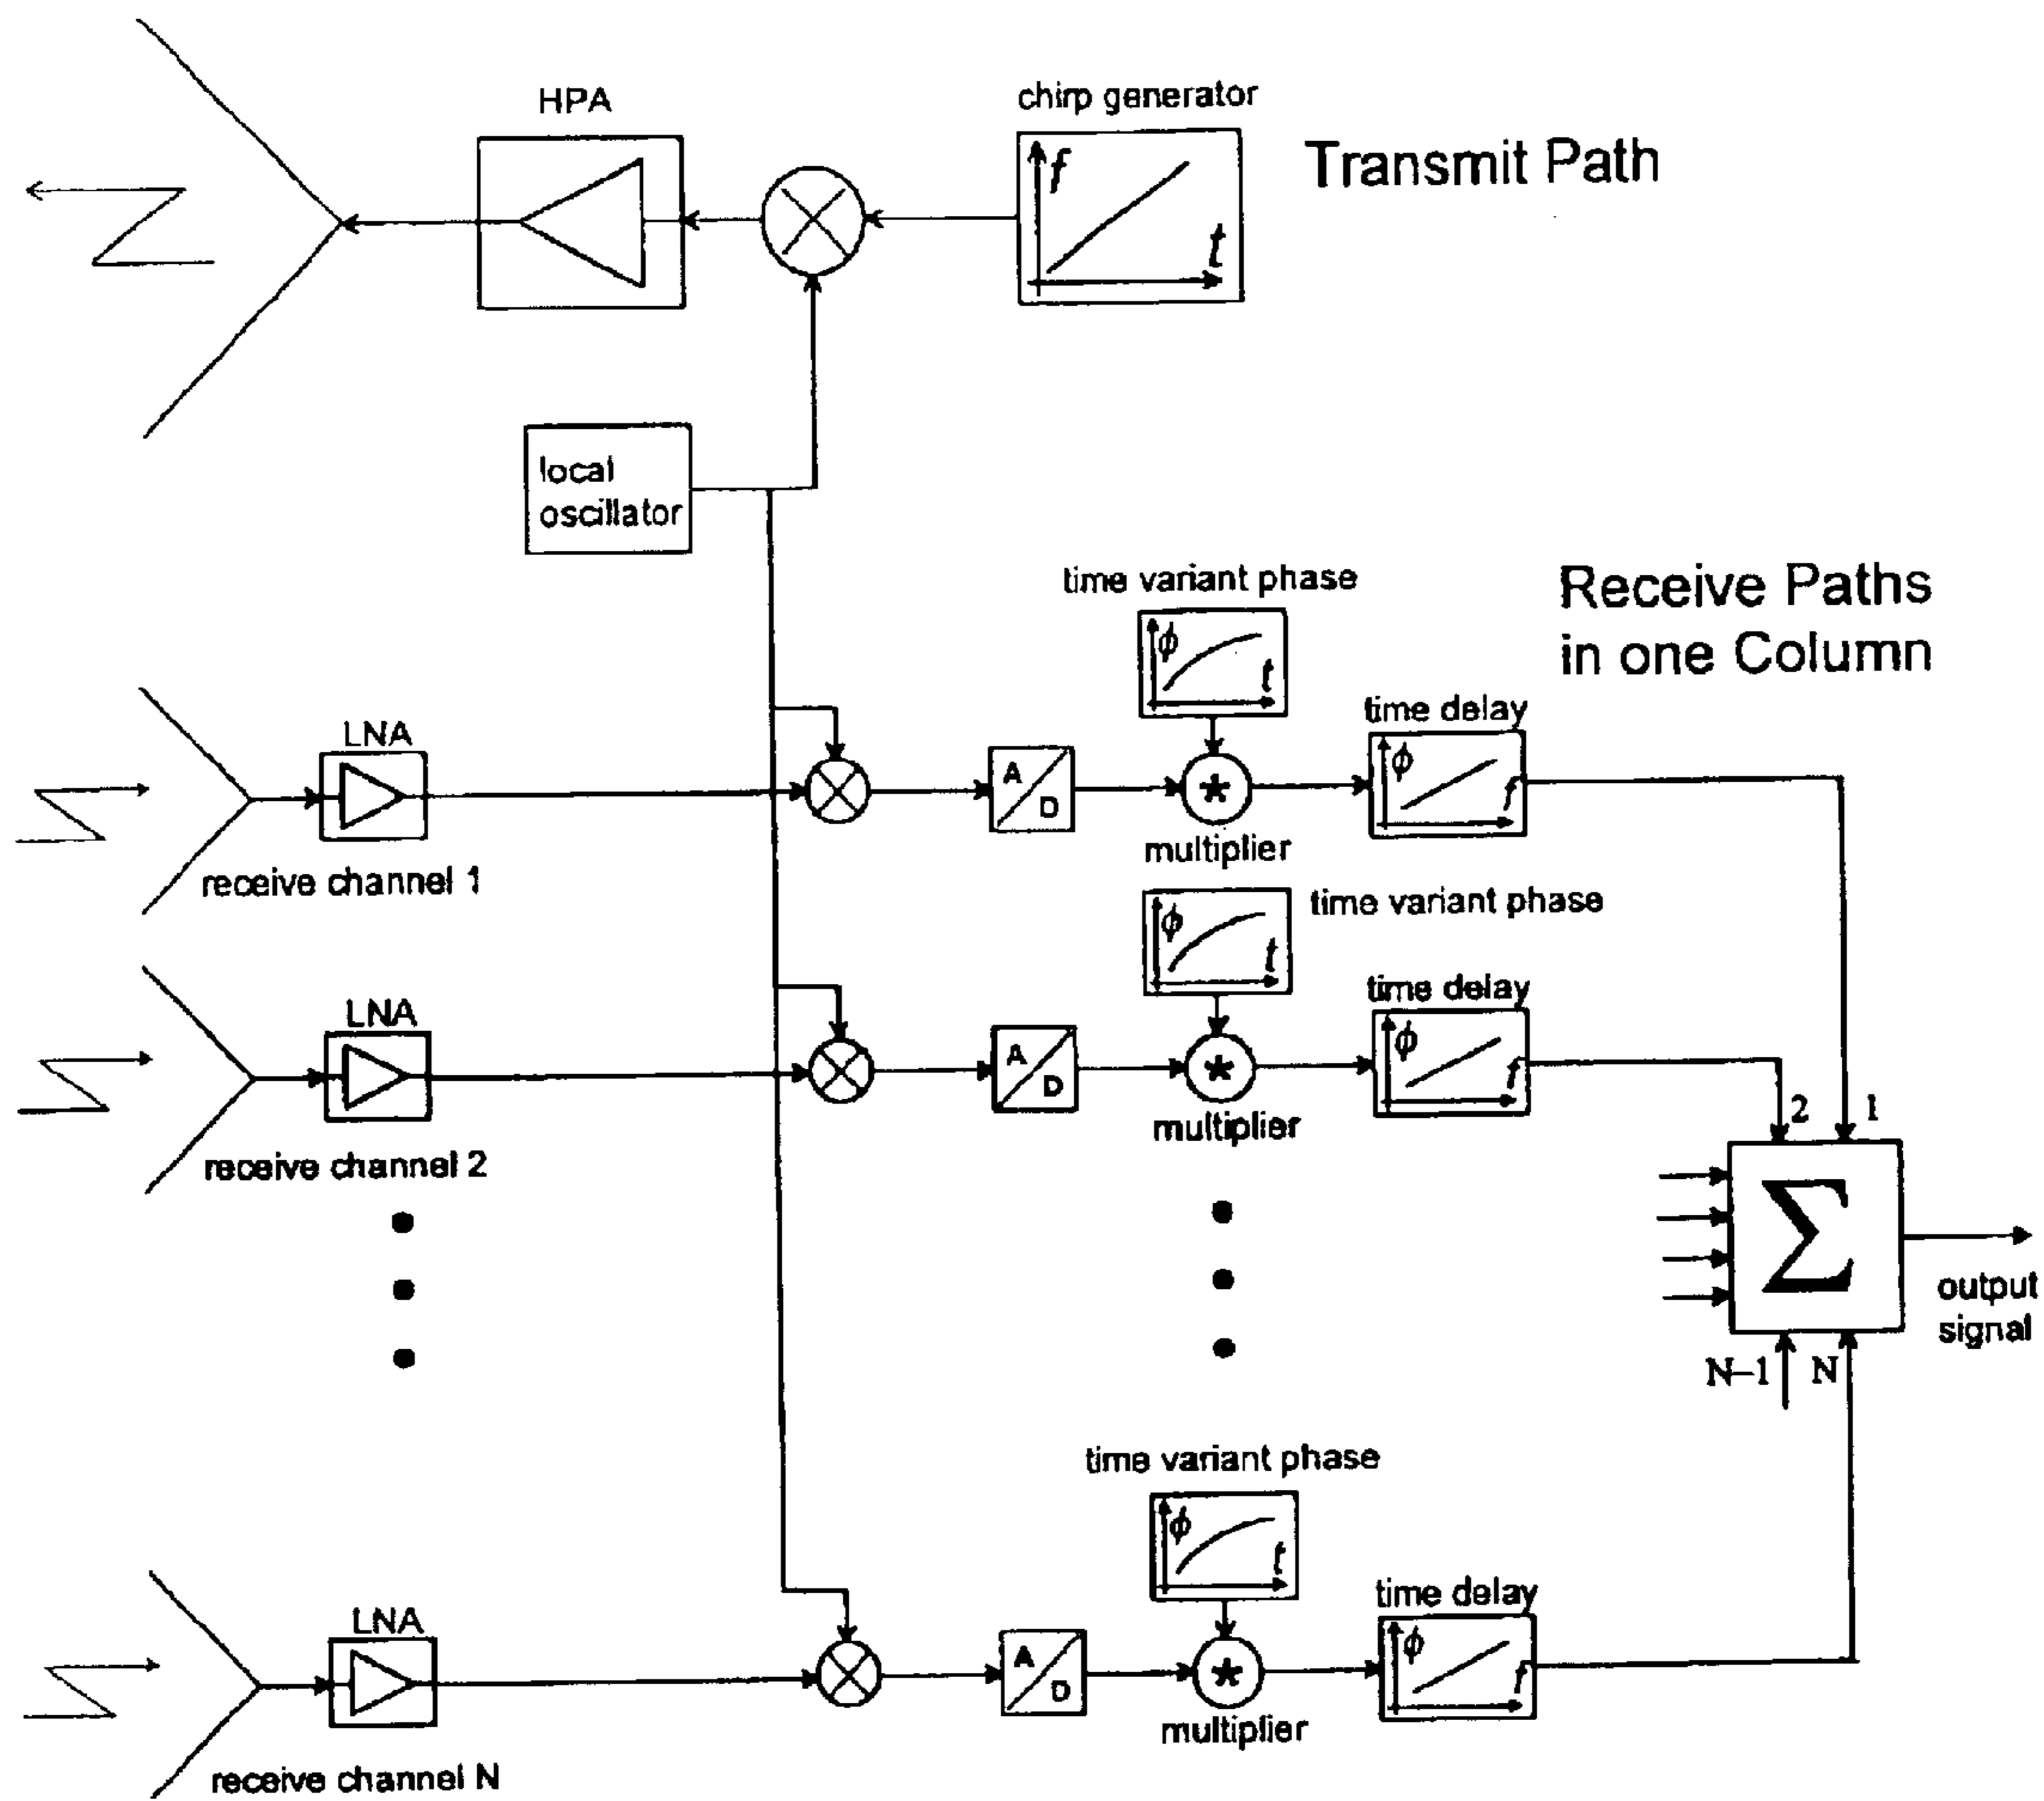 HPA
chirp generator
f
t
Transmit Path
local
oscillator
time variant phase
ϕ
t
Receive Paths
in one Column
LNA
A
D
*
time delay
ϕ
f
multiplier
receive channel 1
ϕ
t
time variant phase
LNA
A
D
*
time delay
ϕ
f
multiplier
receive channel 2
2
1
Σ
output
signal
N–1
N
time variant phase
ϕ
t
LNA
A
D
*
time delay
ϕ
f
multiplier
receive channel N